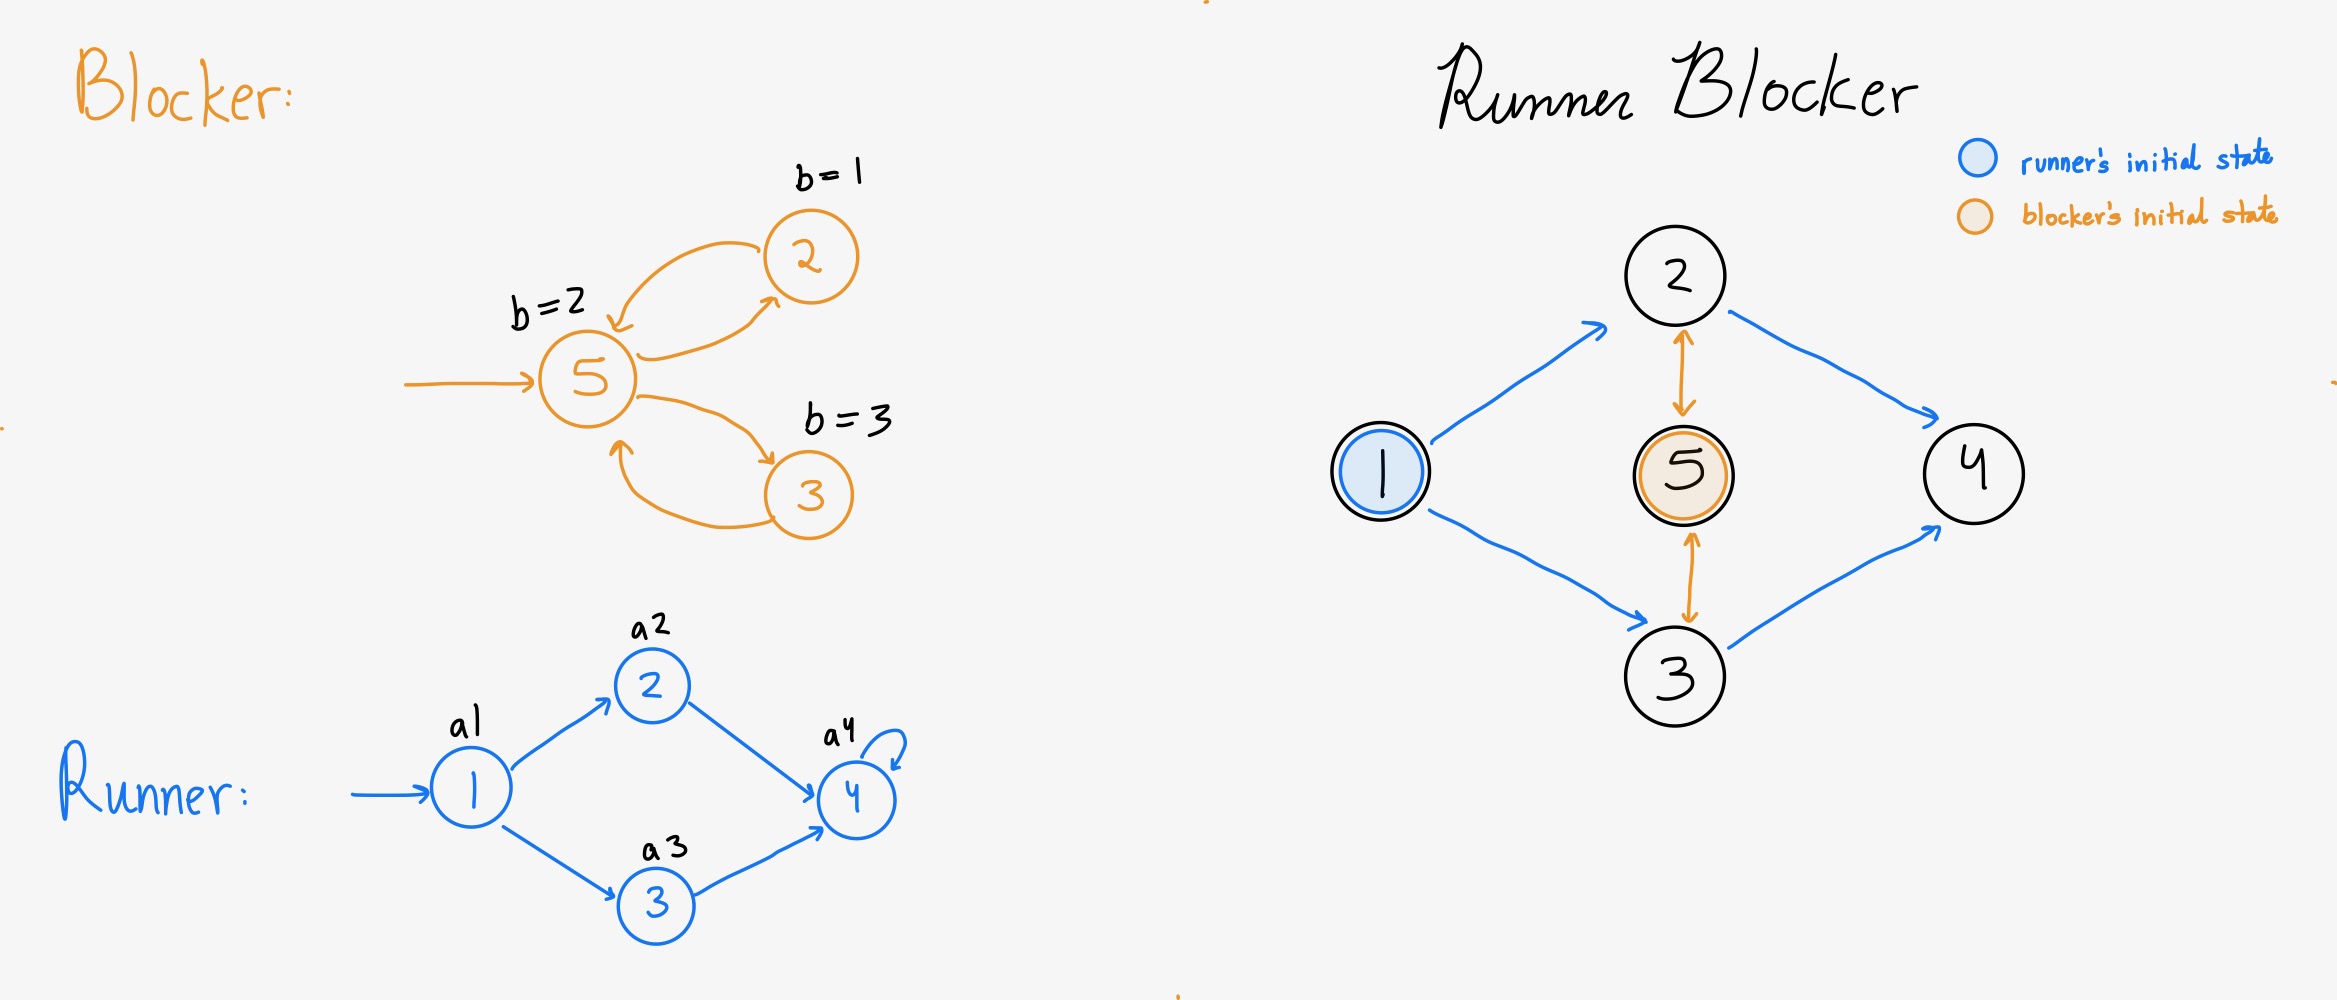 Blocker:
b=1
2
b=2
5
b=3
3
Runner:
a1
1
a2
2
a3
3
a4
4
Runner Blocker
runner's initial state
blocker's initial state
2
1
5
4
3